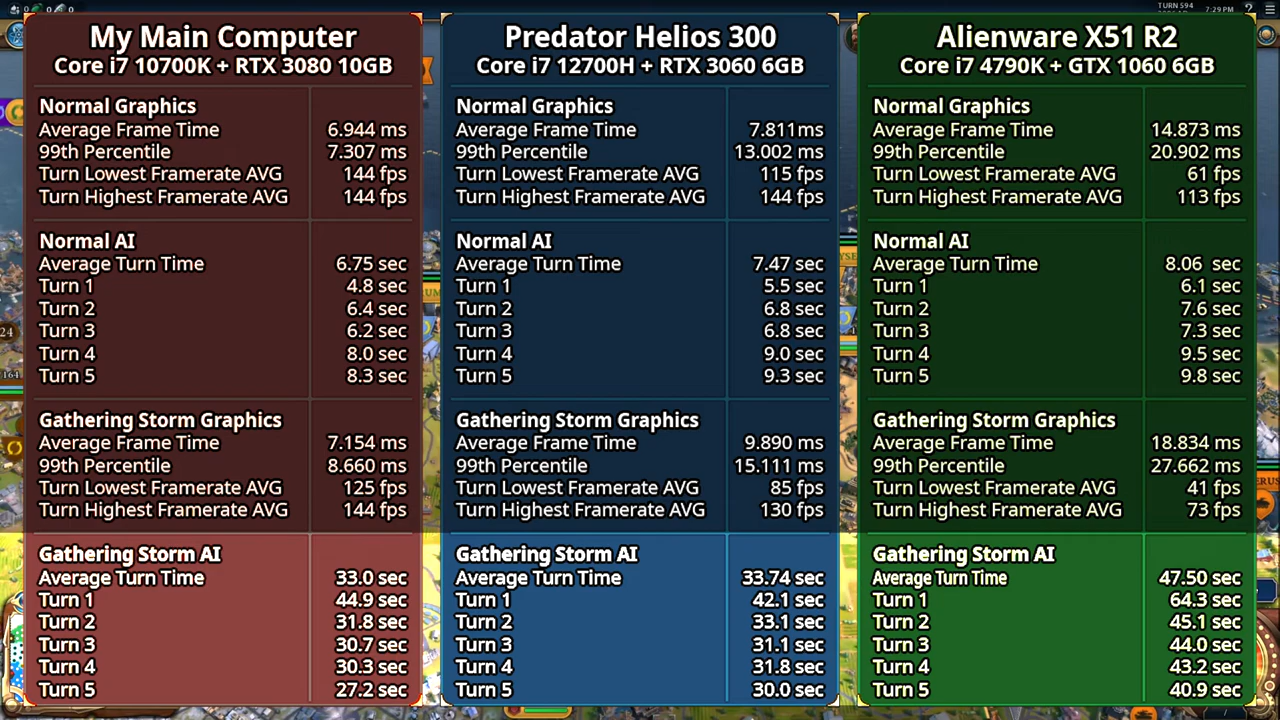 TURN 594
7:29 PM
?
My Main Computer
Core i7 10700K + RTX 3080 10GB
Normal Graphics
Average Frame Time 6.944 ms
99th Percentile 7.307 ms
Turn Lowest Framerate AVG 144 fps
Turn Highest Framerate AVG 144 fps
Normal AI
Average Turn Time 6.75 sec
Turn 1 4.8 sec
Turn 2 6.4 sec
Turn 3 6.2 sec
Turn 4 8.0 sec
Turn 5 8.3 sec
Gathering Storm Graphics
Average Frame Time 7.154 ms
99th Percentile 8.660 ms
Turn Lowest Framerate AVG 125 fps
Turn Highest Framerate AVG 144 fps
Gathering Storm AI
Average Turn Time 33.0 sec
Turn 1 44.9 sec
Turn 2 31.8 sec
Turn 3 30.7 sec
Turn 4 30.3 sec
Turn 5 27.2 sec
Predator Helios 300
Core i7 12700H + RTX 3060 6GB
Normal Graphics
Average Frame Time 7.811ms
99th Percentile 13.002 ms
Turn Lowest Framerate AVG 115 fps
Turn Highest Framerate AVG 144 fps
Normal AI
Average Turn Time 7.47 sec
Turn 1 5.5 sec
Turn 2 6.8 sec
Turn 3 6.8 sec
Turn 4 9.0 sec
Turn 5 9.3 sec
Gathering Storm Graphics
Average Frame Time 9.890 ms
99th Percentile 15.111 ms
Turn Lowest Framerate AVG 85 fps
Turn Highest Framerate AVG 130 fps
Gathering Storm AI
Average Turn Time 33.74 sec
Turn 1 42.1 sec
Turn 2 33.1 sec
Turn 3 31.1 sec
Turn 4 31.8 sec
Turn 5 30.0 sec
Alienware X51 R2
Core i7 4790K + GTX 1060 6GB
Normal Graphics
Average Frame Time 14.873 ms
99th Percentile 20.902 ms
Turn Lowest Framerate AVG 61 fps
Turn Highest Framerate AVG 113 fps
Normal AI
Average Turn Time 8.06 sec
Turn 1 6.1 sec
Turn 2 7.6 sec
Turn 3 7.3 sec
Turn 4 9.5 sec
Turn 5 9.8 sec
Gathering Storm Graphics
Average Frame Time 18.834 ms
99th Percentile 27.662 ms
Turn Lowest Framerate AVG 41 fps
Turn Highest Framerate AVG 73 fps
Gathering Storm AI
Average Turn Time 47.50 sec
Turn 1 64.3 sec
Turn 2 45.1 sec
Turn 3 44.0 sec
Turn 4 43.2 sec
Turn 5 40.9 sec
24
164